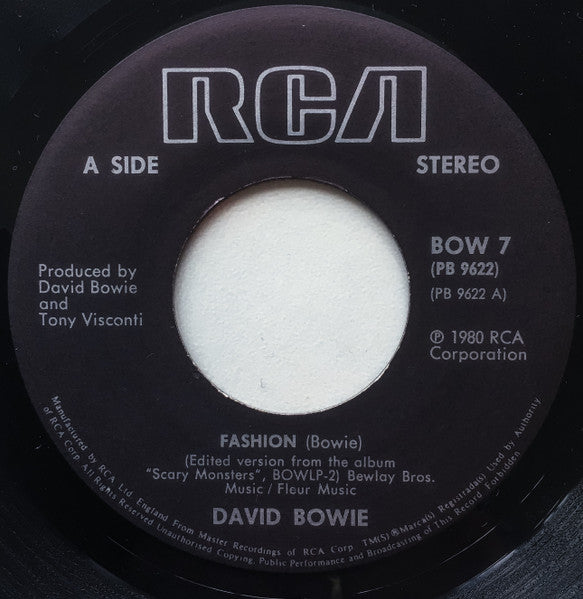 RCA
A SIDE
STEREO
BOW 7
(PB 9622)
(PB 9622 A)
Produced by
David Bowie
and
Tony Visconti
℗ 1980 RCA
Corporation
FASHION (Bowie)
(Edited version from the album
"Scary Monsters", BOWLP-2) Bewlay Bros.
Music / Fleur Music
DAVID BOWIE
Manufactured by RCA Ltd. England From Master Recordings of RCA Corp. TM(S)®Marca(s) Registrada(s) Used by Authority
of RCA Corp. All Rights Reserved Unauthorised Copying, Public Performance and Broadcasting of This Record Forbidden